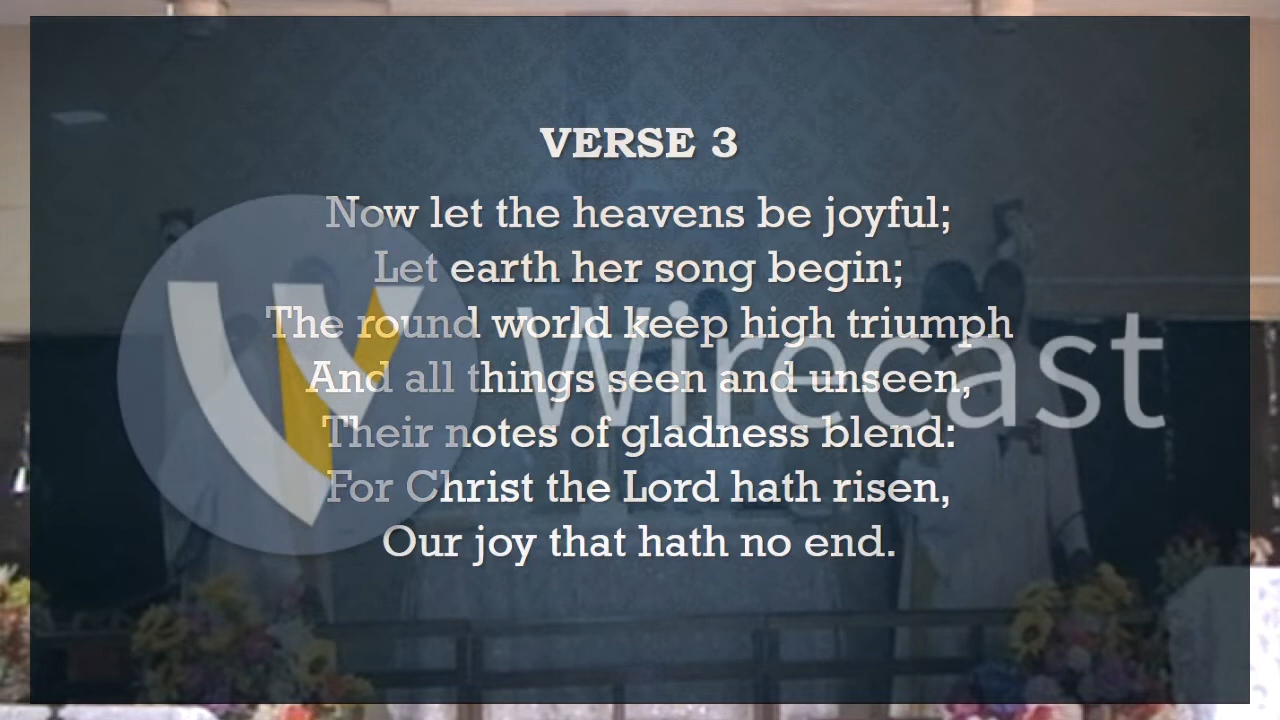 VERSE 3
Now let the heavens be joyful;
Let earth her song begin;
The round world keep high triumph
And all things seen and unseen,
Their notes of gladness blend:
For Christ the Lord hath risen,
Our joy that hath no end.
Wirecast